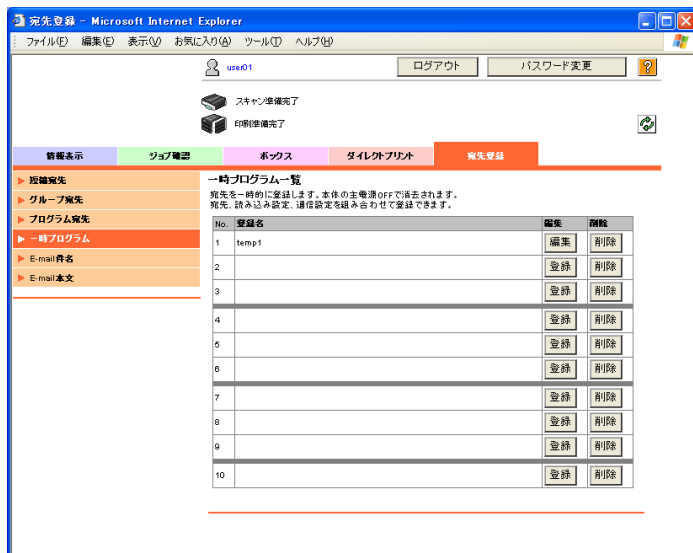 宛先登録 - Microsoft Internet Explorer
ファイル(F) 編集(E) 表示(V) お気に入り(A) ツール(T) ヘルプ(H)
user01 ログアウト パスワード変更 ?
スキャン準備完了
印刷準備完了
情報表示 ジョブ確認 ボックス ダイレクトプリント 宛先登録
短縮宛先
グループ宛先
プログラム宛先
一時プログラム
E-mail件名
E-mail本文
一時プログラム一覧
宛先を一時的に登録します。本体の主電源OFFで消去されます。
宛先、読み込み設定、通信設定を組み合わせて登録できます。
No. 登録名 編集 削除
1 temp1 編集 削除
2 登録 削除
3 登録 削除
4 登録 削除
5 登録 削除
6 登録 削除
7 登録 削除
8 登録 削除
9 登録 削除
10 登録 削除